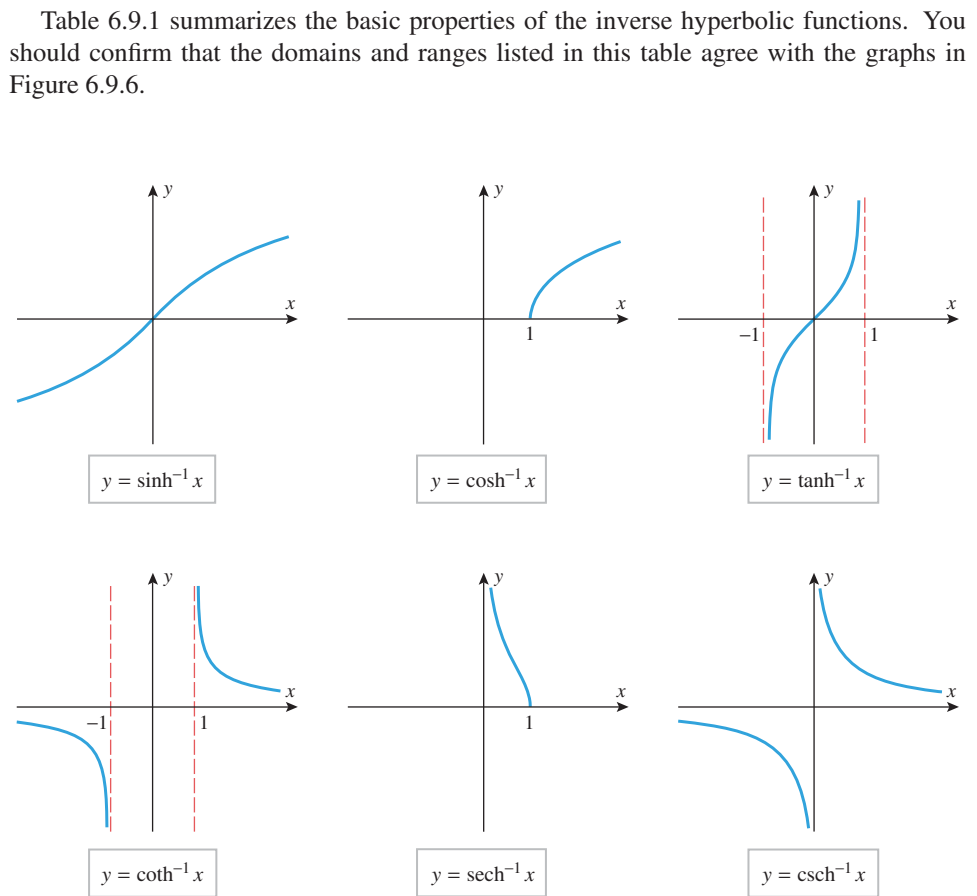 Table 6.9.1 summarizes the basic properties of the inverse hyperbolic functions. You
should confirm that the domains and ranges listed in this table agree with the graphs in
Figure 6.9.6.
y
x
y
x
1
y
x
−1
1
y = sinh⁻¹ x
y = cosh⁻¹ x
y = tanh⁻¹ x
y
x
−1
1
y
x
1
y
x
y = coth⁻¹ x
y = sech⁻¹ x
y = csch⁻¹ x